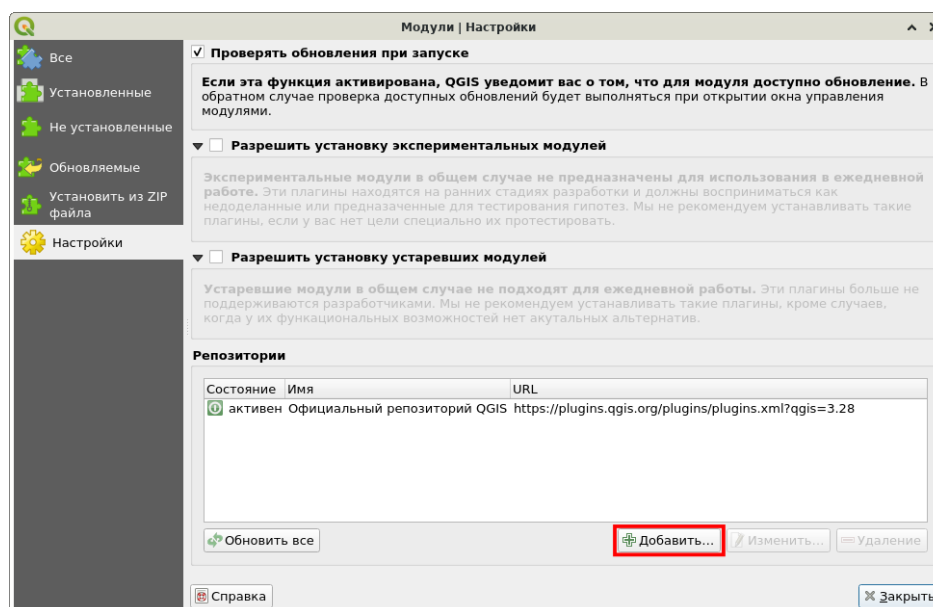 Модули | Настройки
Все
Установленные
Не установленные
Обновляемые
Установить из ZIP
файла
Настройки
Проверять обновления при запуске
Если эта функция активирована, QGIS уведомит вас о том, что для модуля доступно обновление. В
обратном случае проверка доступных обновлений будет выполняться при открытии окна управления
модулями.
Разрешить установку экспериментальных модулей
Экспериментальные модули в общем случае не предназначены для использования в ежедневной
работе. Эти плагины находятся на ранних стадиях разработки и должны восприниматься как
недоделанные или предназаченные для тестирования гипотез. Мы не рекомендуем устанавливать такие
плагины, если у вас нет цели специально их протестировать.
Разрешить установку устаревших модулей
Устаревшие модули в общем случае не подходят для ежедневной работы. Эти плагины больше не
поддерживаются разработчиками. Мы не рекомендуем устанавливать такие плагины, кроме случаев,
когда у их функциональных возможностей нет акутальных альтернатив.
Репозитории
Состояние Имя URL
активен Официальный репозиторий QGIS https://plugins.qgis.org/plugins/plugins.xml?qgis=3.28
Обновить все Добавить... Изменить... Удаление
Справка Закрыть